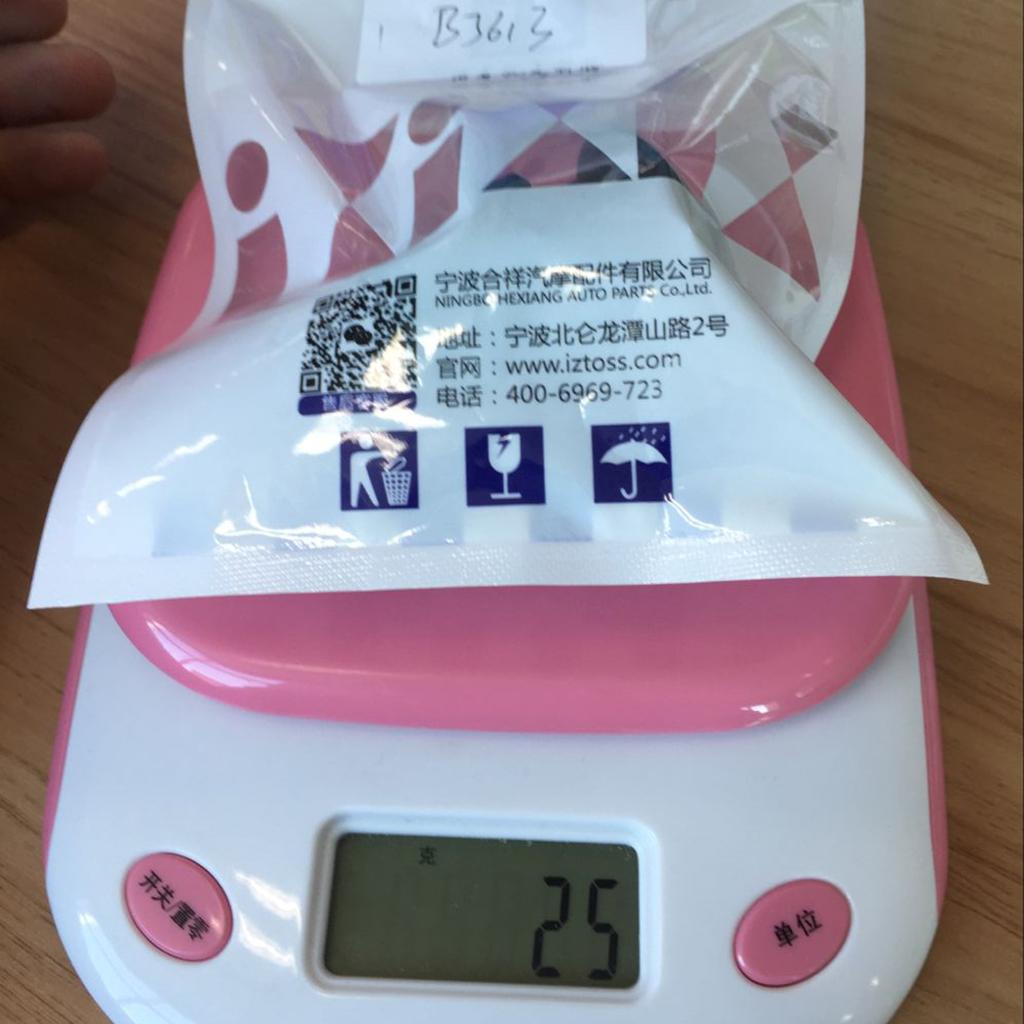 B3613
宁波合祥汽摩配件有限公司
NINGBO HEXIANG AUTO PARTS Co.,Ltd.
地址：宁波北仑龙潭山路2号
官网：www.iztoss.com
电话：400-6969-723
克
25
开关/置零
单位